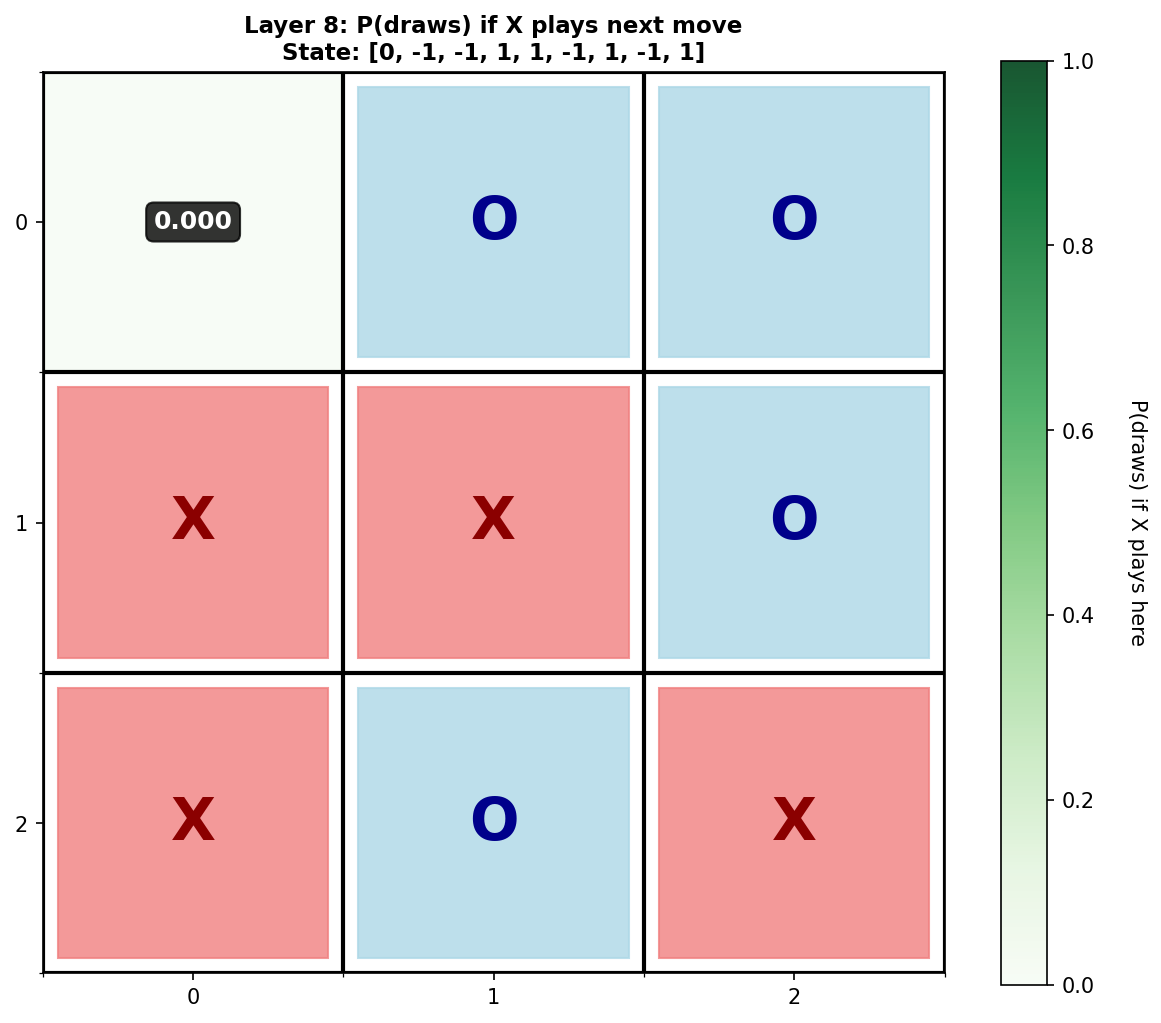 Layer 8: P(draws) if X plays next move
State: [0, -1, -1, 1, 1, -1, 1, -1, 1]
0.000 O O
X X O
X O X
0
1
2
0 1 2
1.0
0.8
0.6
0.4
0.2
0.0
P(draws) if X plays here